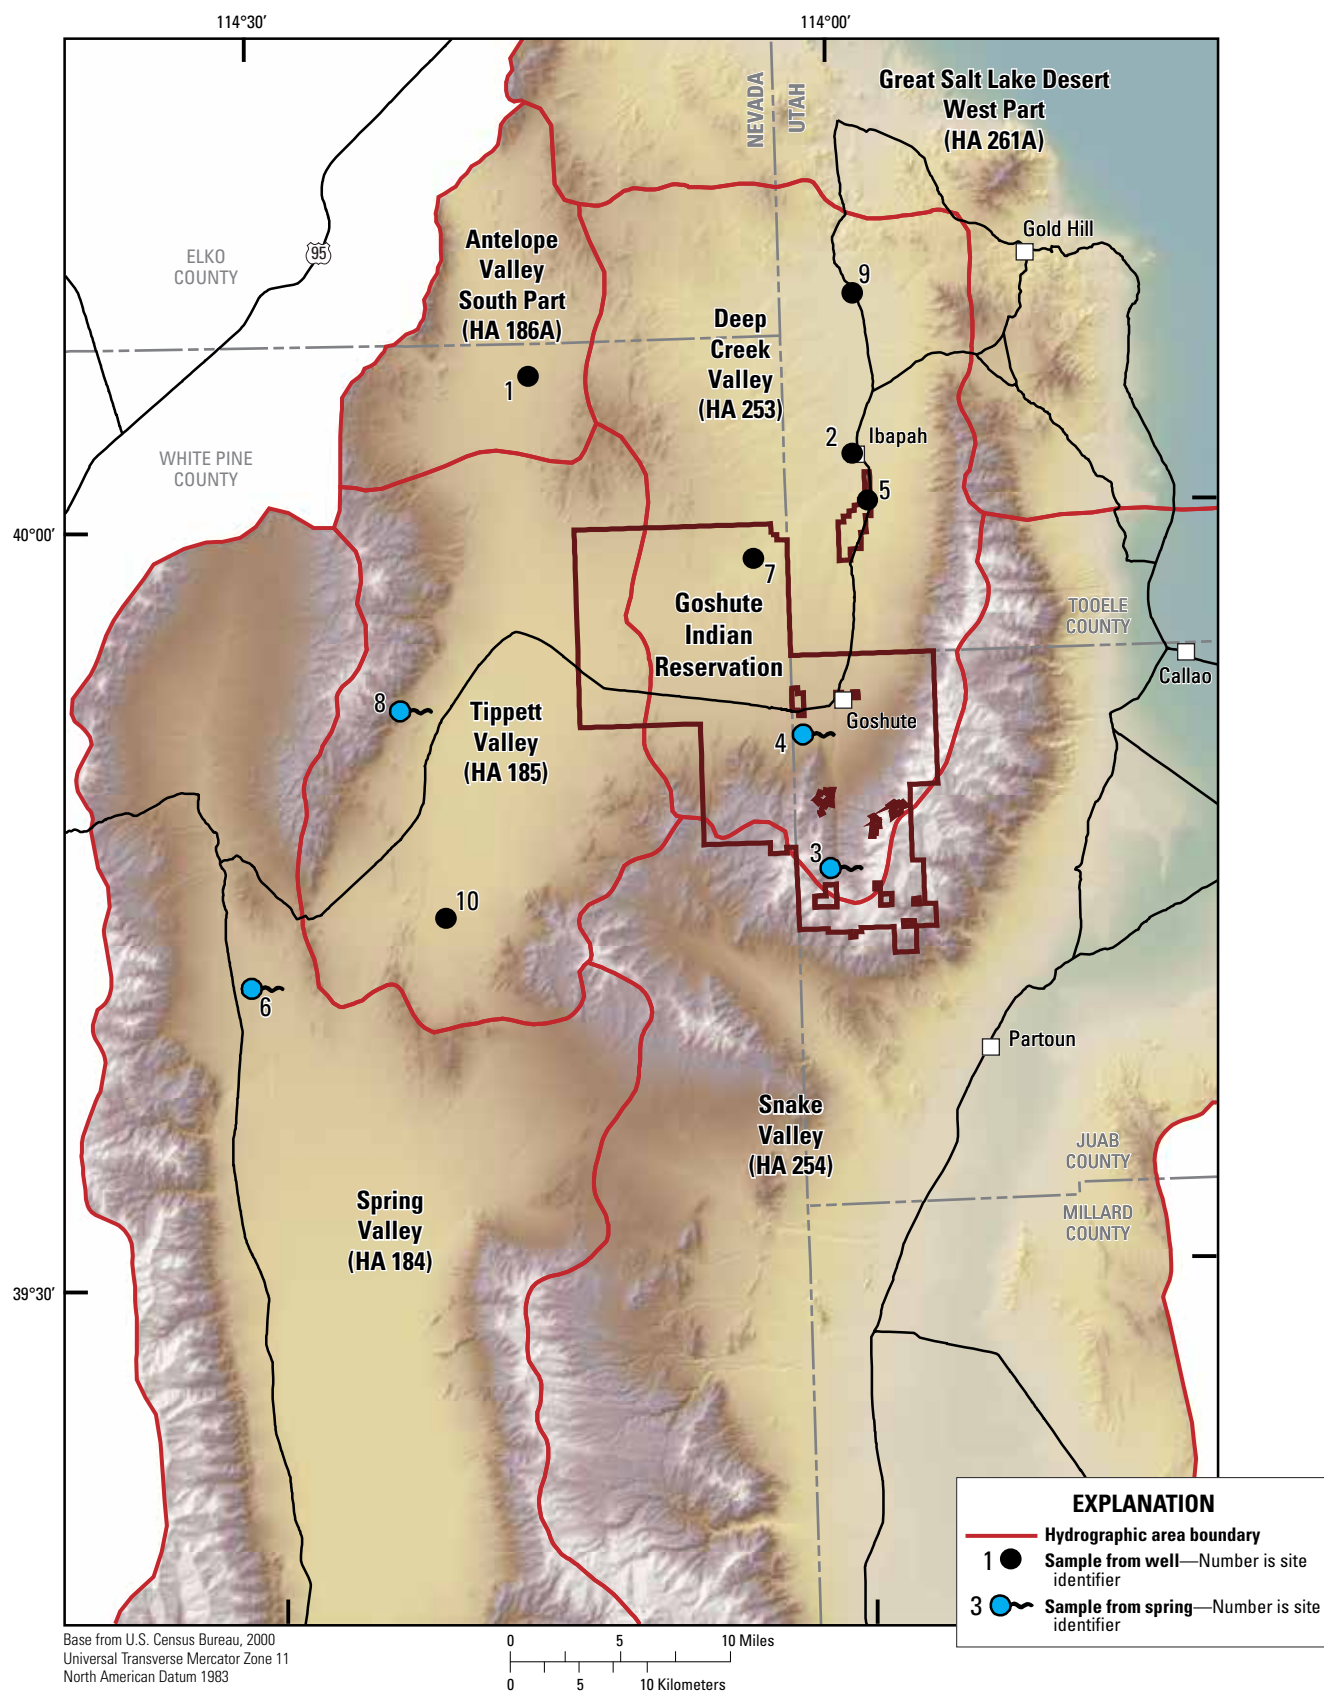 114°30′
114°00′
NEVADA
UTAH
Great Salt Lake Desert
West Part
(HA 261A)
Gold Hill
ELKO
COUNTY
95
Antelope
Valley
South Part
(HA 186A)
9
Deep
Creek
Valley
(HA 253)
1
2
Ibapah
WHITE PINE
COUNTY
5
40°00′
7
Goshute
Indian
Reservation
TOOELE
COUNTY
Callao
8
Tippett
Valley
(HA 185)
Goshute
4
3
10
6
Partoun
Snake
Valley
(HA 254)
JUAB
COUNTY
MILLARD
COUNTY
Spring
Valley
(HA 184)
39°30′
EXPLANATION
Hydrographic area boundary
1 Sample from well—Number is site
identifier
3 Sample from spring—Number is site
identifier
Base from U.S. Census Bureau, 2000
Universal Transverse Mercator Zone 11
North American Datum 1983
0 5 10 Miles
0 5 10 Kilometers